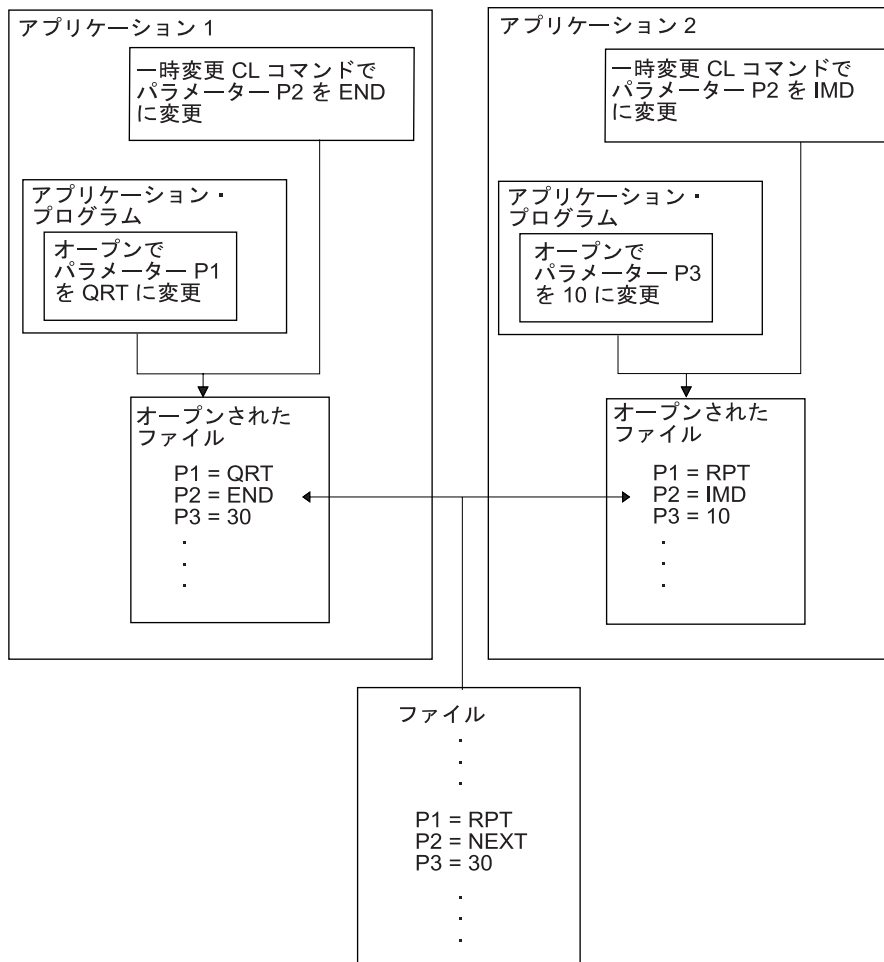 アプリケーション 1
一時変更 CL コマンドで
パラメーター P2 を END
に変更
アプリケーション・
プログラム
オープンで
パラメーター P1
を QRT に変更
オープンされた
ファイル
P1 = QRT
P2 = END
P3 = 30
.
.
.
アプリケーション 2
一時変更 CL コマンドで
パラメーター P2 を IMD
に変更
アプリケーション・
プログラム
オープンで
パラメーター P3
を 10 に変更
オープンされた
ファイル
P1 = RPT
P2 = IMD
P3 = 10
.
.
.
ファイル
.
.
.
P1 = RPT
P2 = NEXT
P3 = 30
.
.
.